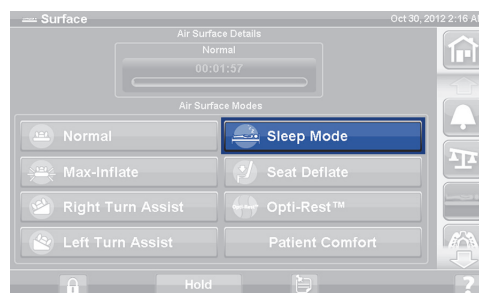 Surface
Oct 30, 2012 2:16 A
Air Surface Details
Normal
00:01:57
Air Surface Modes
Normal
Sleep Mode
Max-Inflate
Seat Deflate
Right Turn Assist
Opti-Rest™
Left Turn Assist
Patient Comfort
Hold
?